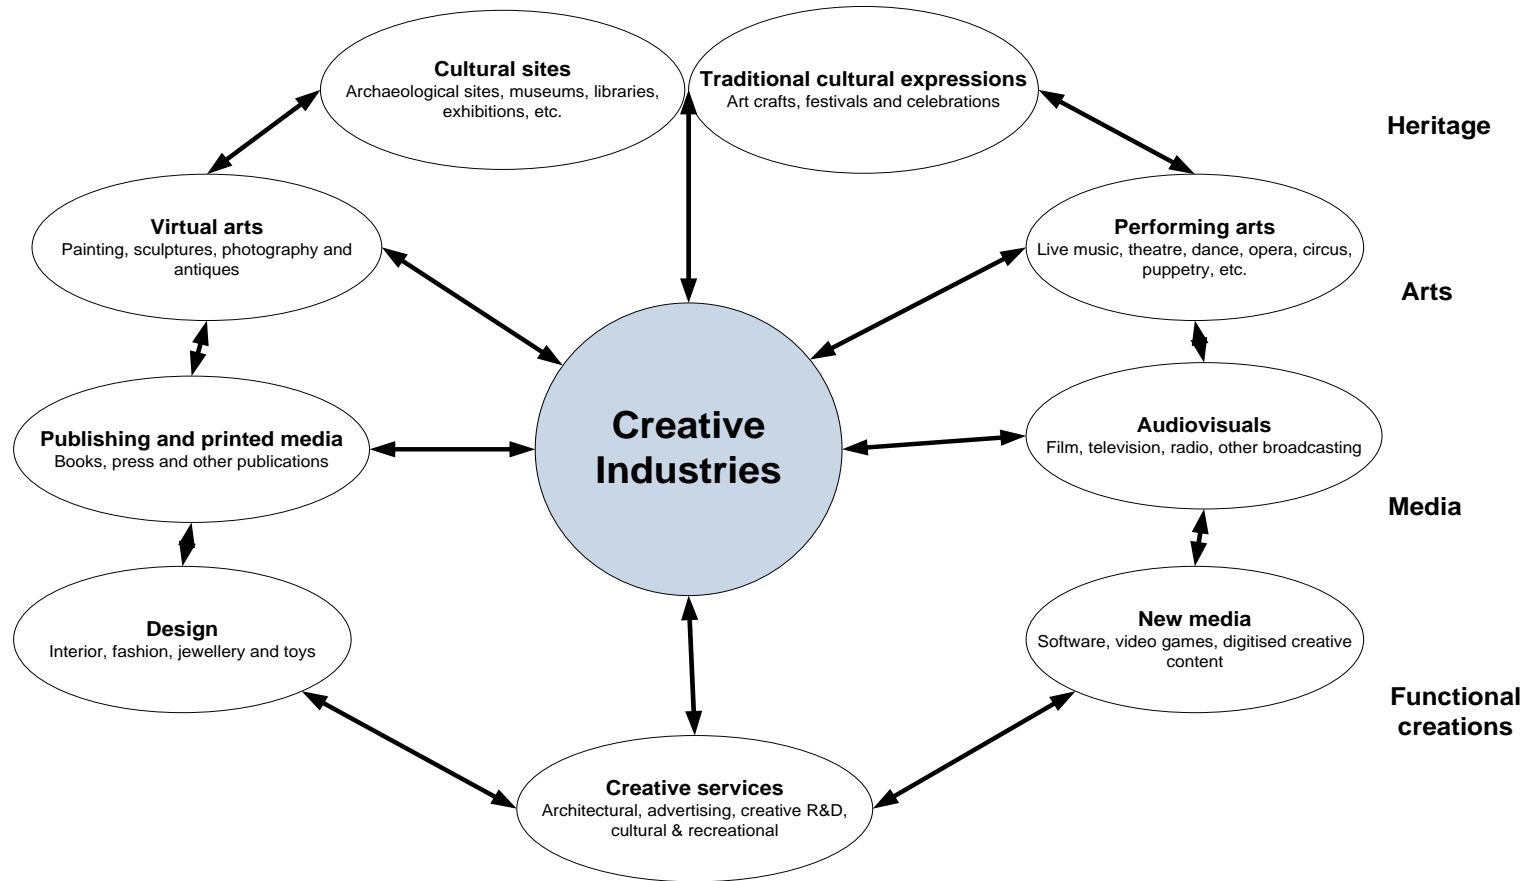 Cultural sites
Archaeological sites, museums, libraries,
exhibitions, etc.
Traditional cultural expressions
Art crafts, festivals and celebrations
Heritage
Virtual arts
Painting, sculptures, photography and
antiques
Performing arts
Live music, theatre, dance, opera, circus,
puppetry, etc.
Arts
Creative
Industries
Publishing and printed media
Books, press and other publications
Audiovisuals
Film, television, radio, other broadcasting
Media
Design
Interior, fashion, jewellery and toys
New media
Software, video games, digitised creative
content
Functional
creations
Creative services
Architectural, advertising, creative R&D,
cultural & recreational